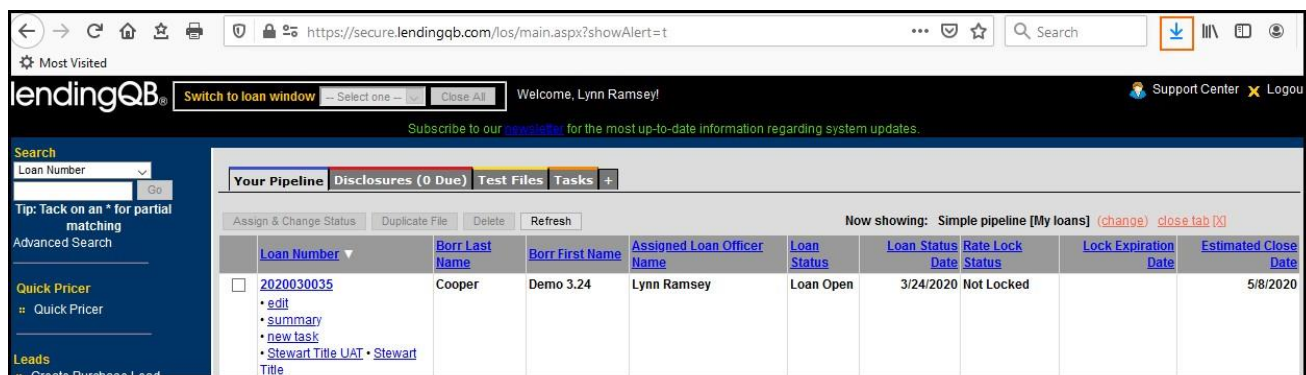 https://secure.lendingqb.com/los/main.aspx?showAlert=t
Search
Most Visited
lendingQB®
Switch to loan window -- Select one -- Close All
Welcome, Lynn Ramsey!
Support Center
Logou
Subscribe to our newsletter for the most up-to-date information regarding system updates.
Search
Loan Number
Go
Tip: Tack on an * for partial
matching
Advanced Search
Quick Pricer
Quick Pricer
Leads
Create Purchase Lead
Your Pipeline Disclosures (0 Due) Test Files Tasks +
Assign & Change Status Duplicate File Delete Refresh
Now showing: Simple pipeline [My loans] (change) close tab [X]
Loan Number ▼
Borr Last
Name
Borr First Name
Assigned Loan Officer
Name
Loan
Status
Loan Status
Date
Rate Lock
Status
Lock Expiration
Date
Estimated Close
Date
2020030035 Cooper Demo 3.24 Lynn Ramsey Loan Open 3/24/2020 Not Locked 5/8/2020
• edit
• summary
• new task
• Stewart Title UAT • Stewart
Title